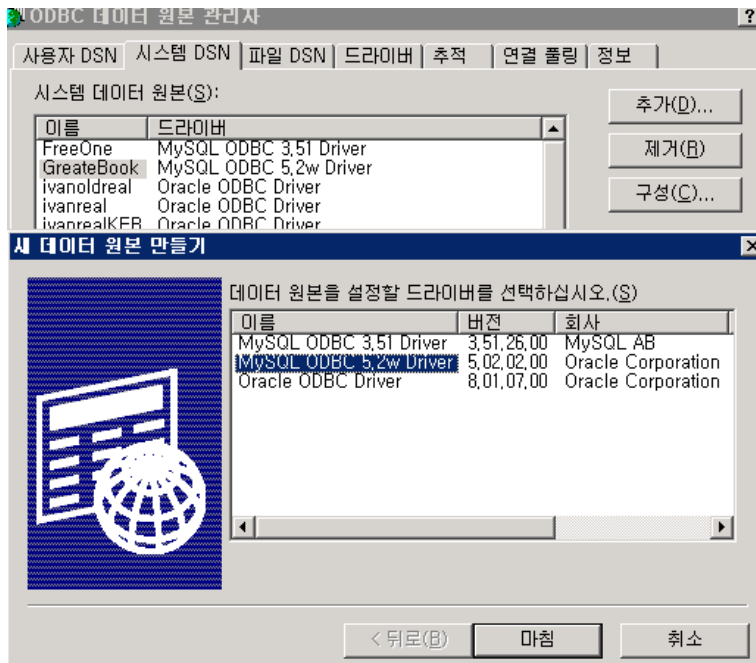 ODBC 데이터 원본 관리자
?
사용자 DSN 시스템 DSN 파일 DSN 드라이버 추적 연결 풀링 정보
시스템 데이터 원본(S):
추가(D)...
이름 드라이버
FreeOne MySQL ODBC 3,51 Driver
제거(R)
GreateBook MySQL ODBC 5,2w Driver
ivanoldreal Oracle ODBC Driver
구성(C)...
ivanreal Oracle ODBC Driver
ivanrealKEB Oracle ODBC Driver
새 데이터 원본 만들기
데이터 원본을 설정할 드라이버를 선택하십시오.(S)
이름 버전 회사
MySQL ODBC 3,51 Driver 3,51,26,00 MySQL AB
MySQL ODBC 5,2w Driver 5,02,02,00 Oracle Corporation
Oracle ODBC Driver 8,01,07,00 Oracle Corporation
< 뒤로(B) 마침 취소